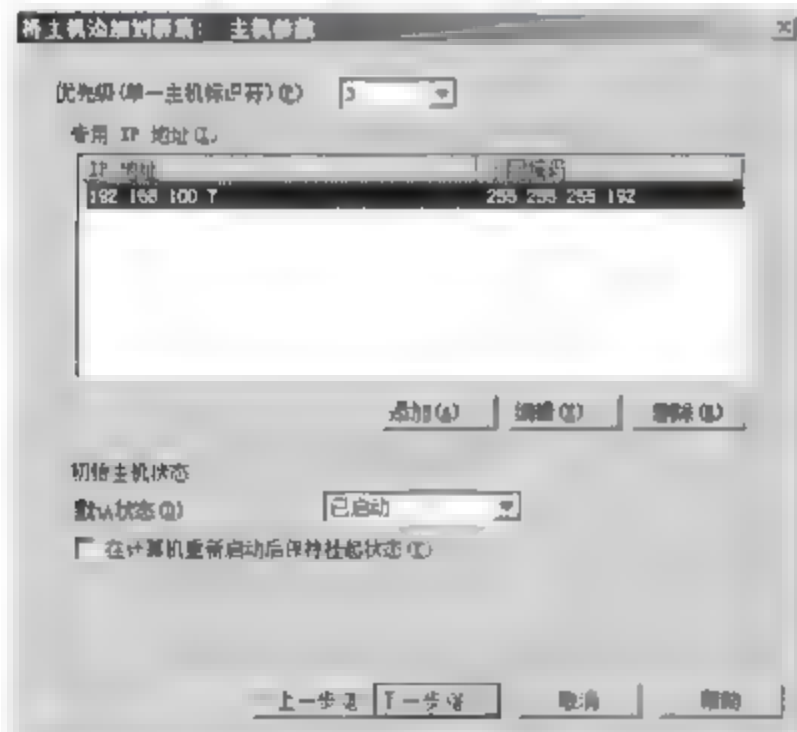 将主机添加到群集: 主机参数
优先级(单一主机标识符)(P) 3
专用 IP 地址(I)
IP 地址 子网掩码
192 168 100 7 255 255 255 192
添加(A) 编辑(E) 删除
初始主机状态
默认状态(D) 已启动
在计算机重新启动后保持挂起状态(T)
上一步 下一步 取消 帮助